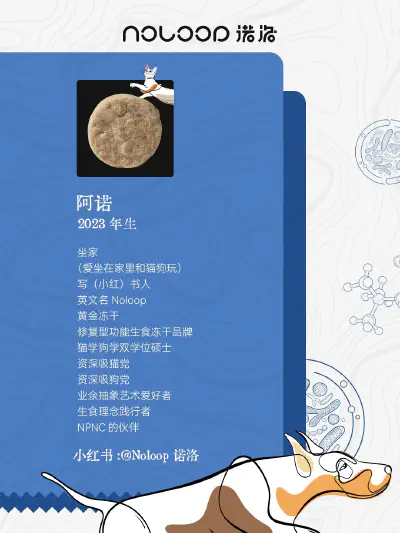 NOLOOP 诺洛
阿诺
2023 年生
坐家
(爱坐在家里和猫狗玩)
写(小红)书人
英文名 Noloop
黄金冻干
修复型功能生食冻干品牌
猫学狗学双学位硕士
资深吸猫党
资深吸狗党
业余抽象艺术爱好者
生食理念践行者
NPNC 的伙伴
小红书:@Noloop 诺洛